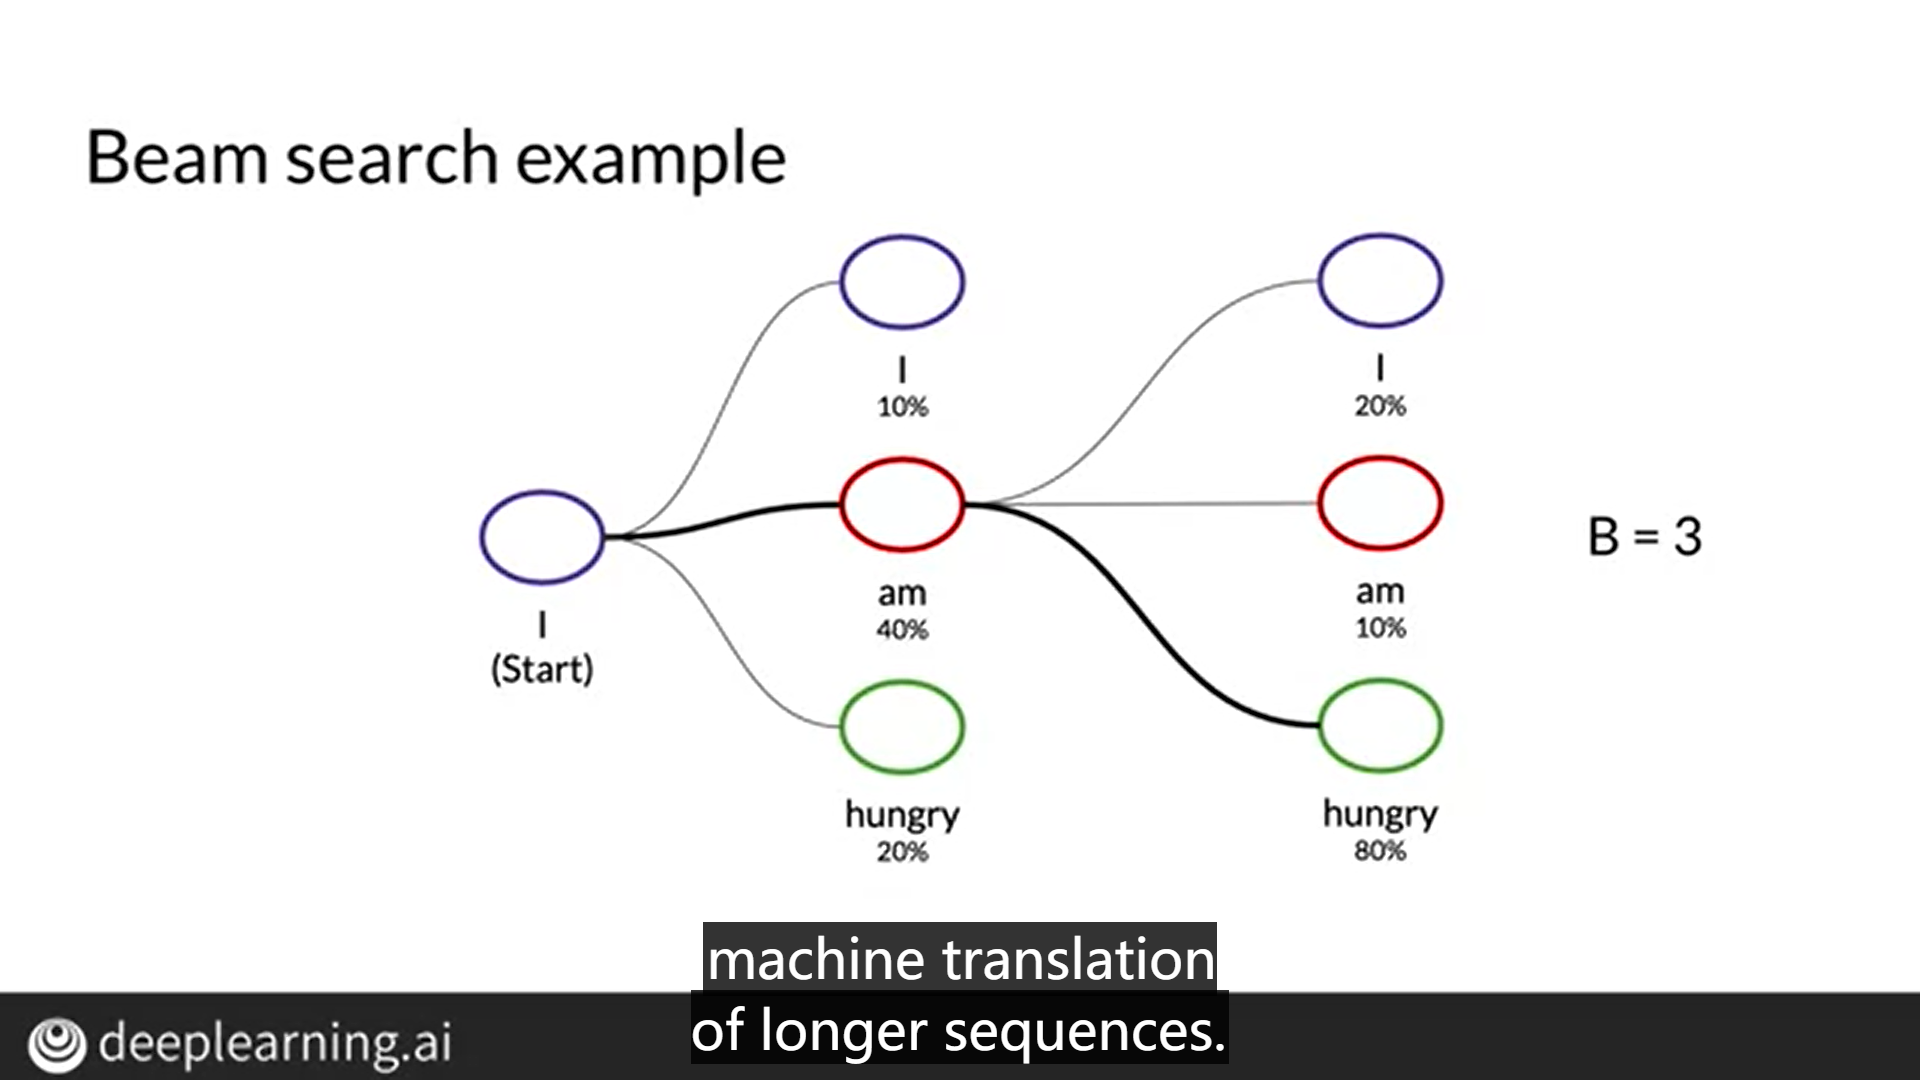 Beam search example
I
10%
I
20%
am
40%
am
10%
B = 3
I
(Start)
hungry
20%
hungry
80%
machine translation
of longer sequences.
deeplearning.ai